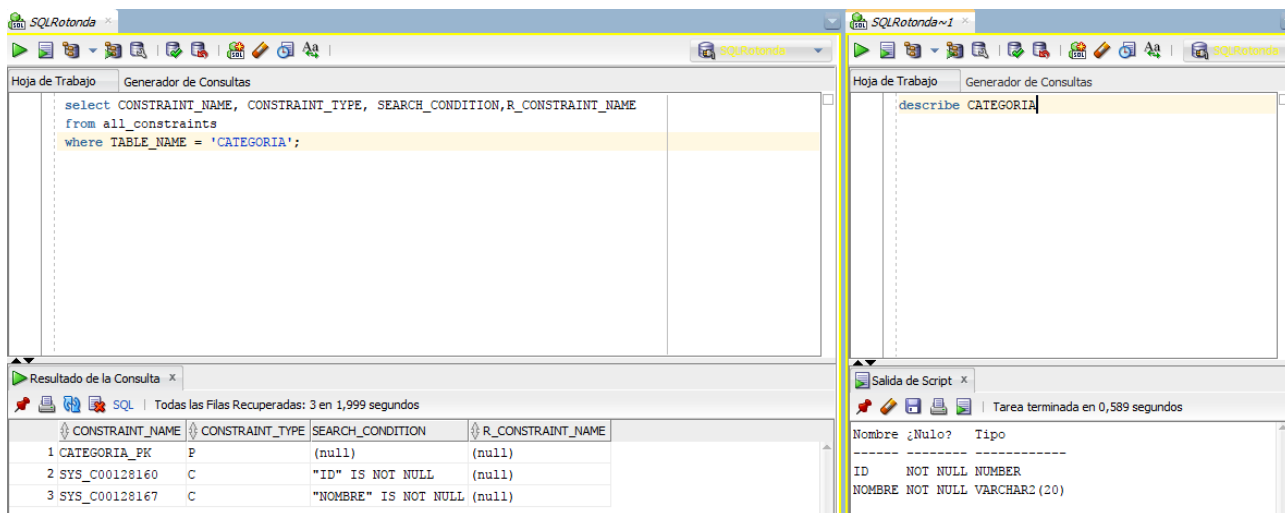 SQLRotonda
SQLRotonda
Hoja de Trabajo Generador de Consultas
select CONSTRAINT_NAME, CONSTRAINT_TYPE, SEARCH_CONDITION,R_CONSTRAINT_NAME
from all_constraints
where TABLE_NAME = 'CATEGORIA';
Resultado de la Consulta
SQL | Todas las Filas Recuperadas: 3 en 1,999 segundos
CONSTRAINT_NAME CONSTRAINT_TYPE SEARCH_CONDITION R_CONSTRAINT_NAME
1 CATEGORIA_PK P (null) (null)
2 SYS_C00128160 C "ID" IS NOT NULL (null)
3 SYS_C00128167 C "NOMBRE" IS NOT NULL (null)
SQLRotonda~1
SQLRotonda
Hoja de Trabajo Generador de Consultas
describe CATEGORIA
Salida de Script
Tarea terminada en 0,589 segundos
Nombre ¿Nulo? Tipo
------ -------- ------------
ID NOT NULL NUMBER
NOMBRE NOT NULL VARCHAR2(20)